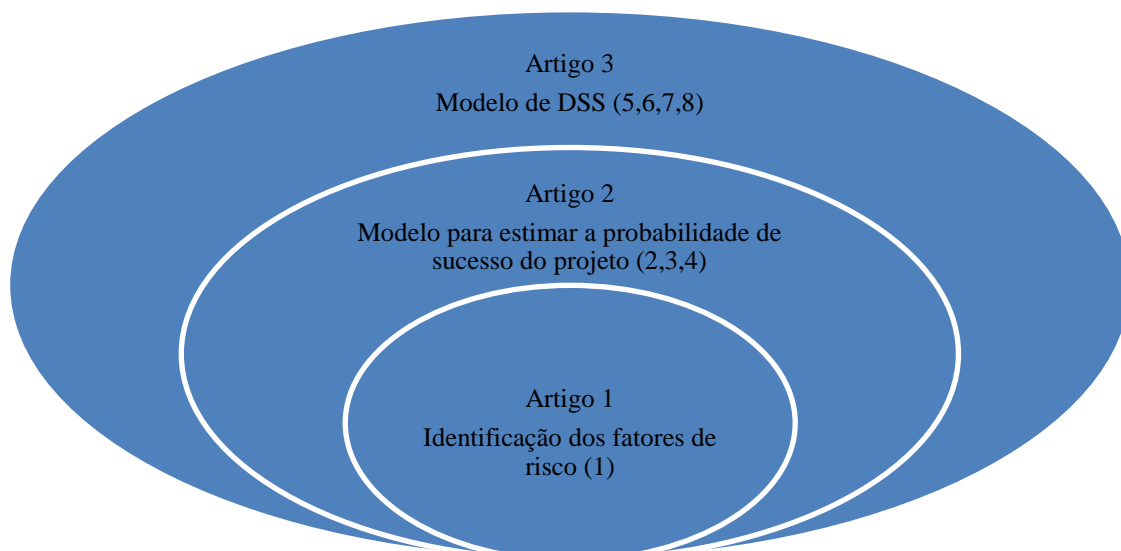 Artigo 3
Modelo de DSS (5,6,7,8)
Artigo 2
Modelo para estimar a probabilidade de
sucesso do projeto (2,3,4)
Artigo 1
Identificação dos fatores de
risco (1)